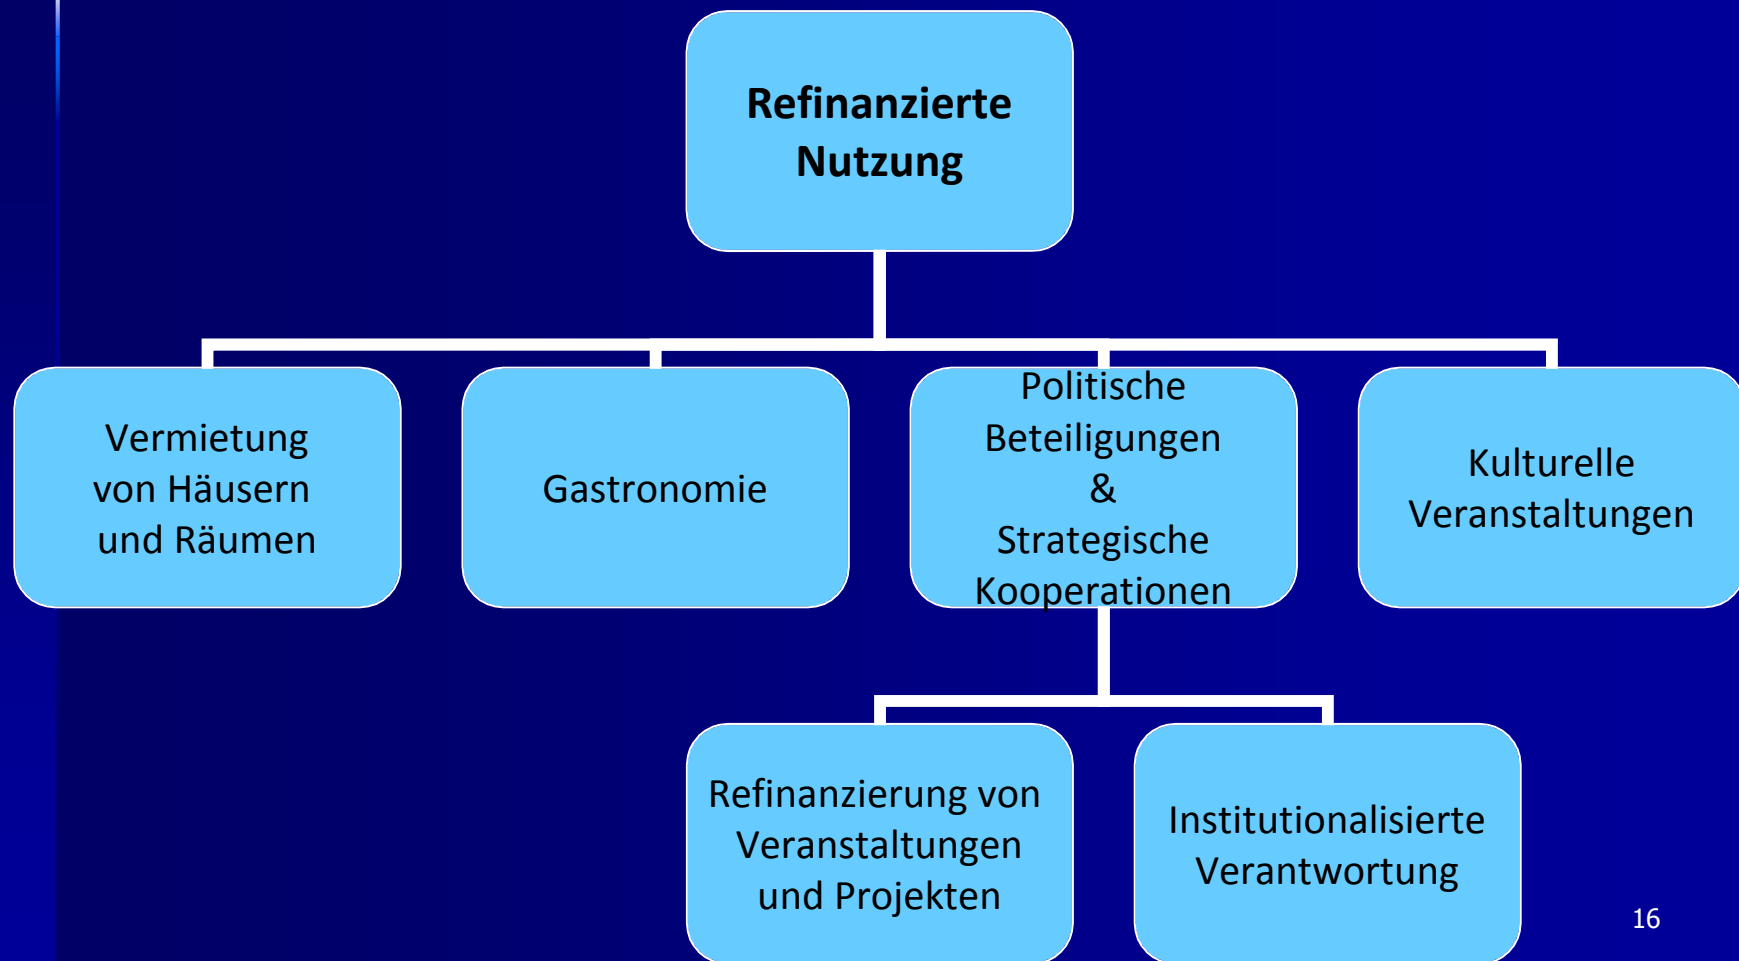 Refinanzierte
Nutzung
Vermietung
von Häusern
und Räumen
Gastronomie
Politische
Beteiligungen
&
Strategische
Kooperationen
Kulturelle
Veranstaltungen
Refinanzierung von
Veranstaltungen
und Projekten
Institutionalisierte
Verantwortung
16